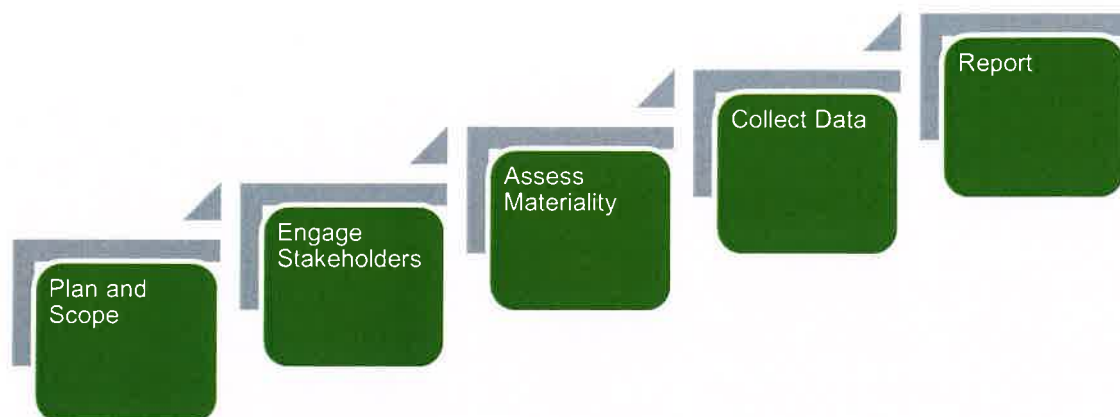 Plan and
Scope
Engage
Stakeholders
Assess
Materiality
Collect Data
Report